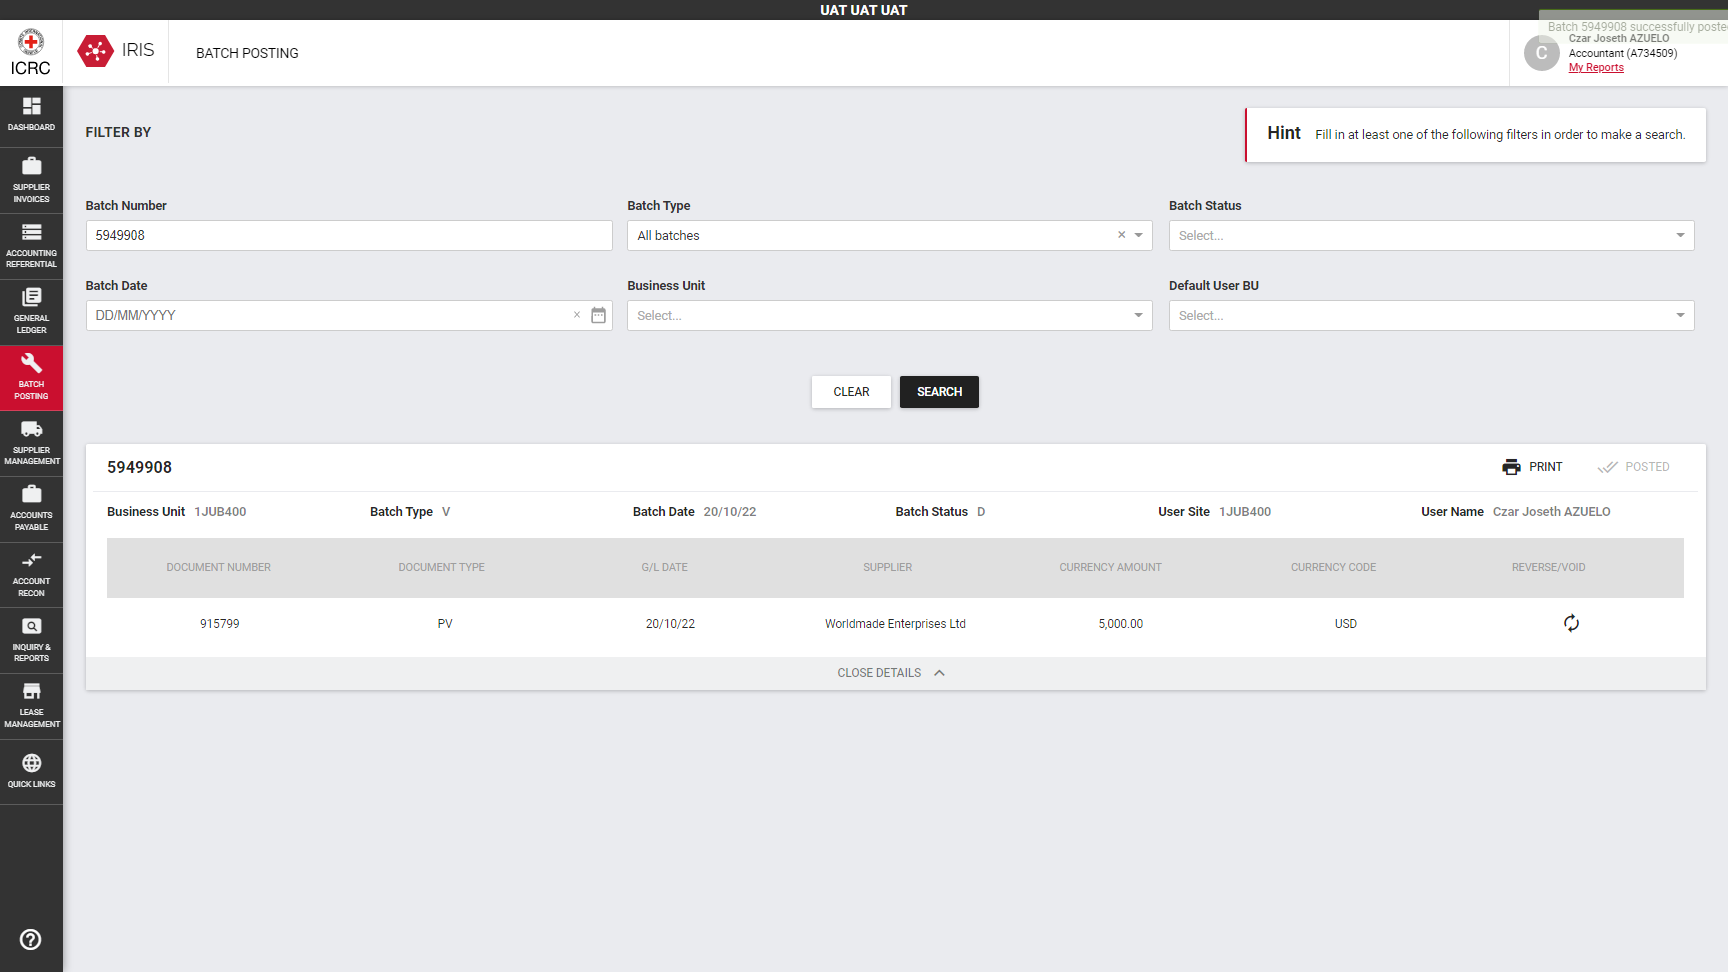 UAT UAT UAT
ICRC
IRIS
BATCH POSTING
Batch 5949908 successfully poste
C
Czar Joseth AZUELO
Accountant (A734509)
My Reports
DASHBOARD
SUPPLIER
INVOICES
ACCOUNTING
REFERENTIAL
GENERAL
LEDGER
BATCH
POSTING
SUPPLIER
MANAGEMENT
ACCOUNTS
PAYABLE
ACCOUNT
RECON
INQUIRY &
REPORTS
LEASE
MANAGEMENT
QUICK LINKS
FILTER BY
Hint Fill in at least one of the following filters in order to make a search.
Batch Number
5949908
Batch Type
All batches
Batch Status
Select...
Batch Date
DD/MM/YYYY
Business Unit
Select...
Default User BU
Select...
CLEAR
SEARCH
5949908
PRINT
POSTED
Business Unit 1JUB400
Batch Type V
Batch Date 20/10/22
Batch Status D
User Site 1JUB400
User Name Czar Joseth AZUELO
DOCUMENT NUMBER DOCUMENT TYPE G/L DATE SUPPLIER CURRENCY AMOUNT CURRENCY CODE REVERSE/VOID
915799 PV 20/10/22 Worldmade Enterprises Ltd 5,000.00 USD
CLOSE DETAILS